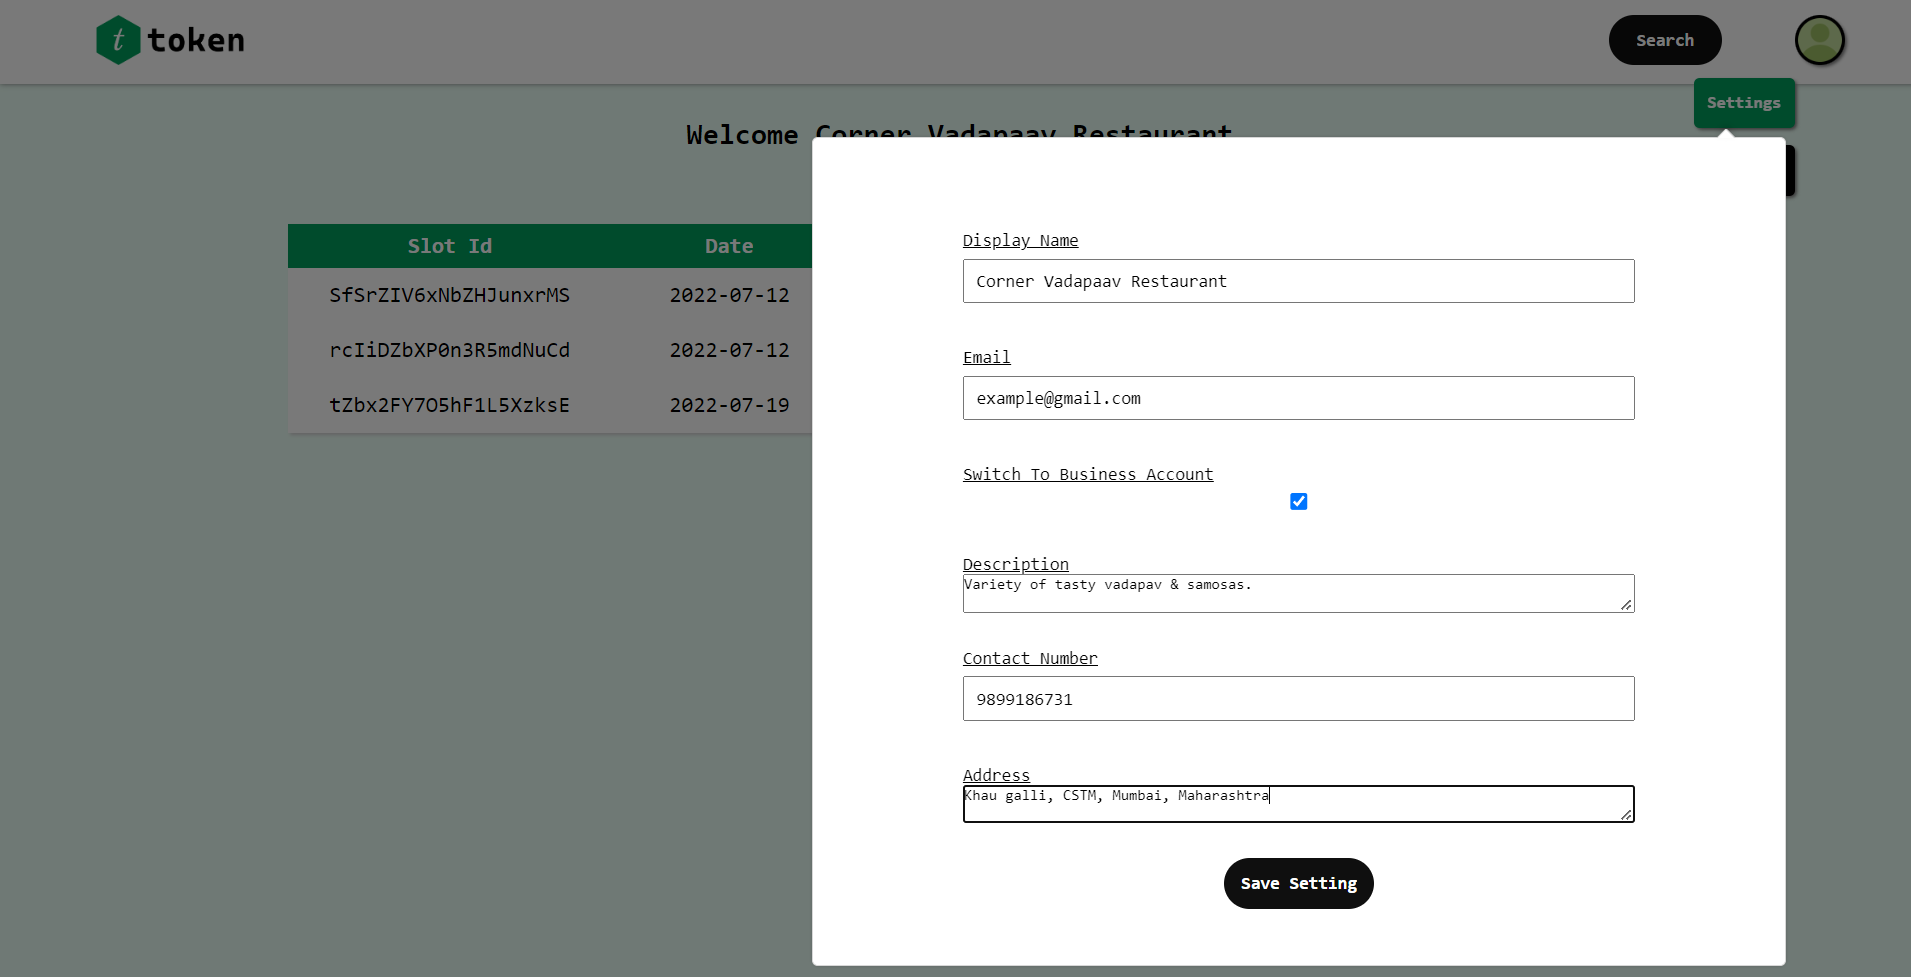 t token
Search
Settings
Welcome Corner Vadapaav Restaurant
Slot Id Date
SfSrZIV6xNbZHJunxrMS 2022-07-12
rcIiDZbXP0n3R5mdNuCd 2022-07-12
tZbx2FY7O5hF1L5XzksE 2022-07-19
Display Name
Corner Vadapaav Restaurant
Email
example@gmail.com
Switch To Business Account
Description
Variety of tasty vadapav & samosas.
Contact Number
9899186731
Address
Khau galli, CSTM, Mumbai, Maharashtra
Save Setting